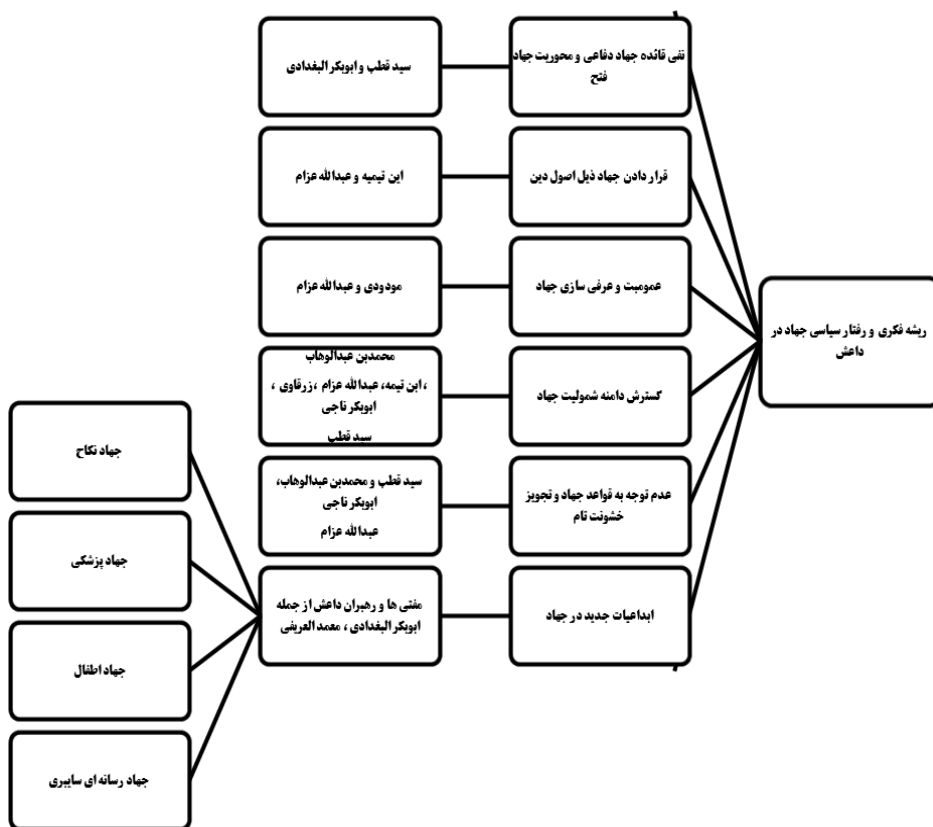 ریشه فکری و رفتار سیاسی جهاد در
داعش
نفی قائده جهاد دفاعی و محوریت جهاد
فتح
سید قطب و ابوبکر البغدادی
قرار دادن جهاد ذیل اصول دین
ابن تیمیه و عبدالله عزام
عمومیت و عرفی سازی جهاد
مودودی و عبدالله عزام
گسترش دامنه شمولیت جهاد
محمدبن عبدالوهاب
، ابن تیمه، عبدالله عزام ،زرقاوی ،
ابوبکر ناجی
سید قطب
عدم توجه به قواعد جهاد و تجویز
خشونت تام
سید قطب و محمدبن عبدالوهاب،
ابوبکر ناجی
عبدالله عزام
ابداعیات جدید در جهاد
مفتی ها و رهبران داعش از جمله
ابوبکر البغدادی ، معمد العریفی
جهاد نکاح
جهاد پزشکی
جهاد اطفال
جهاد رسانه ای سایبری